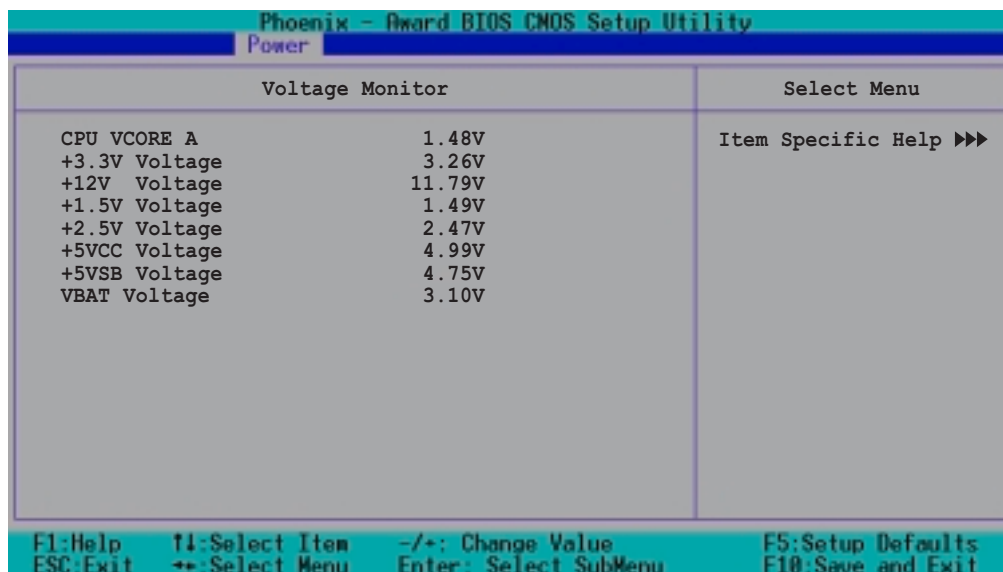 Phoenix - Award BIOS CMOS Setup Utility
Power
Voltage Monitor Select Menu
CPU VCORE A 1.48V Item Specific Help ▶▶▶
+3.3V Voltage 3.26V
+12V Voltage 11.79V
+1.5V Voltage 1.49V
+2.5V Voltage 2.47V
+5VCC Voltage 4.99V
+5VSB Voltage 4.75V
VBAT Voltage 3.10V
F1:Help ↑↓:Select Item -/+: Change Value F5:Setup Defaults
ESC:Exit ↔:Select Menu Enter: Select SubMenu F10:Save and Exit